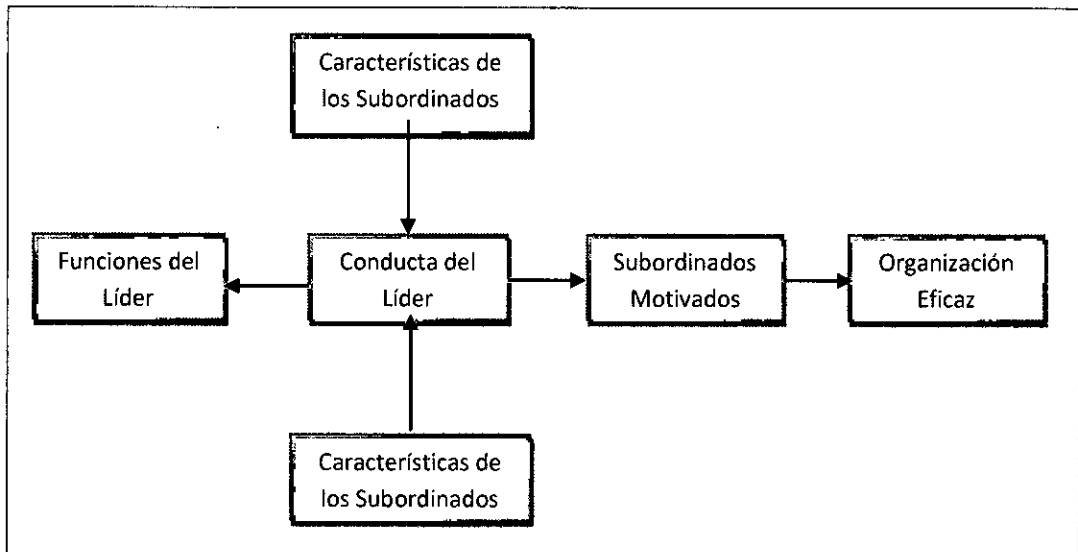 Características de
los Subordinados
Funciones del
Líder
Conducta del
Líder
Subordinados
Motivados
Organización
Eficaz
Características de
los Subordinados